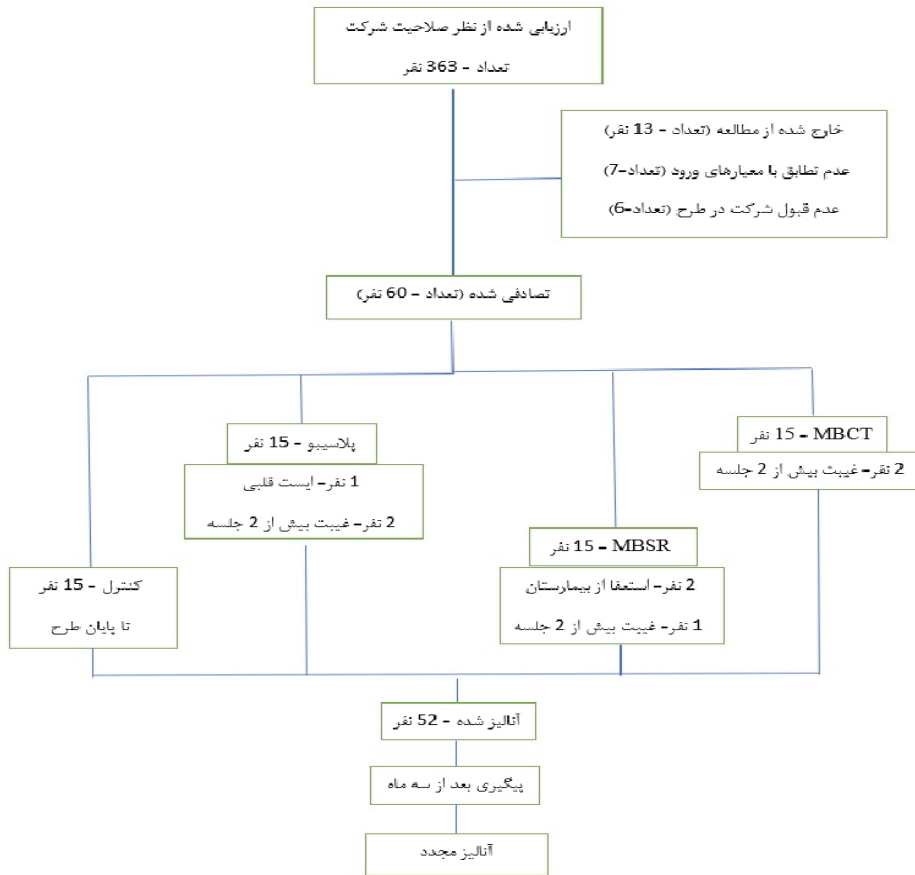 ارزیابی شده از نظر صلاحیت شرکت
تعداد - 363 نفر
خارج شده از مطالعه (تعداد - 13 نفر)
عدم تطابق با معیارهای ورود (تعداد-7)
عدم قبول شرکت در طرح (تعداد-6)
تصادفی شده (تعداد - 60 نفر)
MBCT - 15 نفر
2 نفر- غیبت بیش از 2 جلسه
پلاسیبو - 15 نفر
1 نفر- ایست قلبی
2 نفر- غیبت بیش از 2 جلسه
MBSR - 15 نفر
2 نفر- استعفا از بیمارستان
1 نفر- غیبت بیش از 2 جلسه
کنترل - 15 نفر
تا پایان طرح
آنالیز شده - 52 نفر
پیگیری بعد از سه ماه
آنالیز مجدد